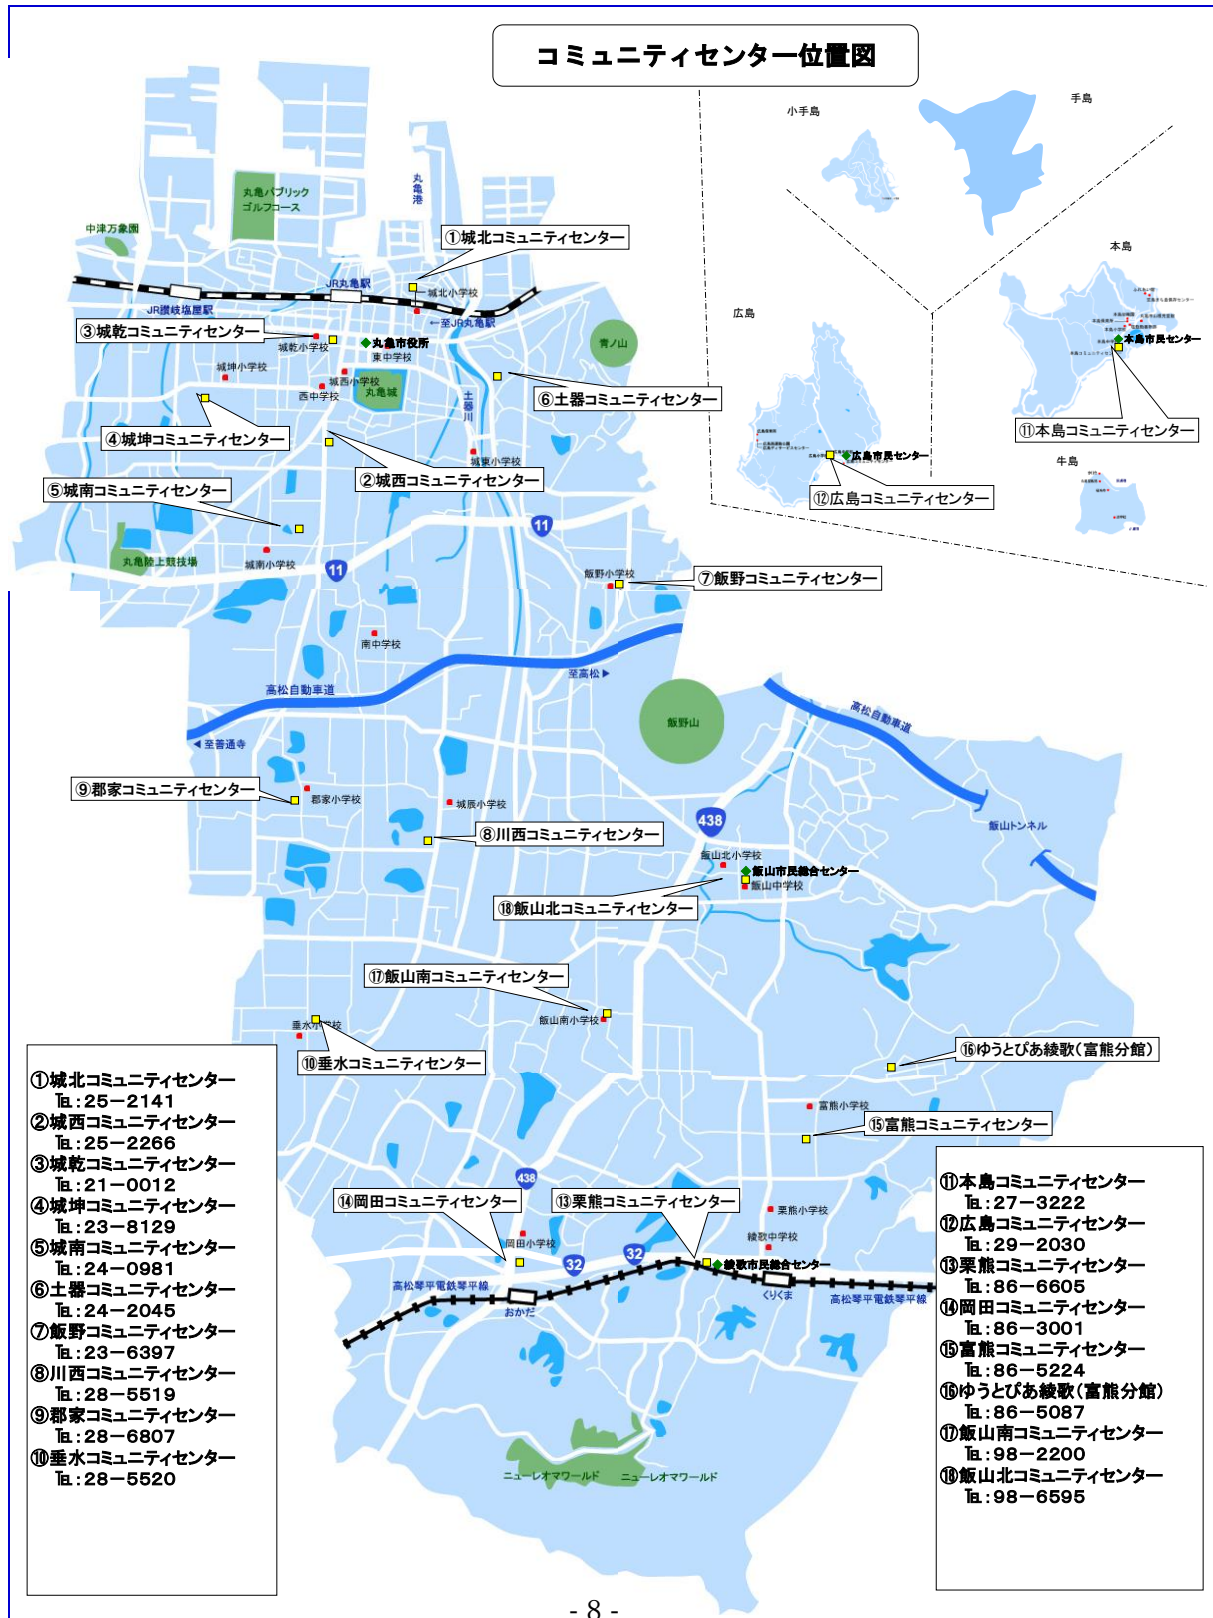 コミュニティセンター位置図
小手島
手島
丸亀パブリック
ゴルフコース
丸亀港
中津万象園
①城北コミュニティセンター
本島
JR丸亀駅
城北小学校
JR讃岐塩屋駅
←至JR丸亀駅
広島
③城乾コミュニティセンター
城乾小学校
丸亀市役所
東中学校
青ノ山
本島市民センター
城坤小学校
城西小学校
西中学校
丸亀城
土器川
⑥土器コミュニティセンター
④城坤コミュニティセンター
⑪本島コミュニティセンター
城東小学校
広島市民センター
牛島
②城西コミュニティセンター
⑤城南コミュニティセンター
⑫広島コミュニティセンター
11
丸亀陸上競技場
城南小学校
11
飯野小学校
⑦飯野コミュニティセンター
南中学校
至高松▶
高松自動車道
飯野山
高松自動車道
◀至善通寺
⑨郡家コミュニティセンター
郡家小学校
城辰小学校
438
飯山トンネル
⑧川西コミュニティセンター
飯山北小学校
飯山市民総合センター
飯山中学校
⑱飯山北コミュニティセンター
⑰飯山南コミュニティセンター
飯山南小学校
垂水小学校
⑩垂水コミュニティセンター
⑯ゆうとぴあ綾歌(富熊分館)
富熊小学校
⑮富熊コミュニティセンター
438
⑭岡田コミュニティセンター
⑬栗熊コミュニティセンター
栗熊小学校
岡田小学校
綾歌中学校
32
32
綾歌市民総合センター
高松琴平電鉄琴平線
おかだ
くりくま
高松琴平電鉄琴平線
ニューレオマワールド
ニューレオマワールド
①城北コミュニティセンター
℡:25-2141
②城西コミュニティセンター
℡:25-2266
③城乾コミュニティセンター
℡:21-0012
④城坤コミュニティセンター
℡:23-8129
⑤城南コミュニティセンター
℡:24-0981
⑥土器コミュニティセンター
℡:24-2045
⑦飯野コミュニティセンター
℡:23-6397
⑧川西コミュニティセンター
℡:28-5519
⑨郡家コミュニティセンター
℡:28-6807
⑩垂水コミュニティセンター
℡:28-5520
⑪本島コミュニティセンター
℡:27-3222
⑫広島コミュニティセンター
℡:29-2030
⑬栗熊コミュニティセンター
℡:86-6605
⑭岡田コミュニティセンター
℡:86-3001
⑮富熊コミュニティセンター
℡:86-5224
⑯ゆうとぴあ綾歌(富熊分館)
℡:86-5087
⑰飯山南コミュニティセンター
℡:98-2200
⑱飯山北コミュニティセンター
℡:98-6595
- 8 -